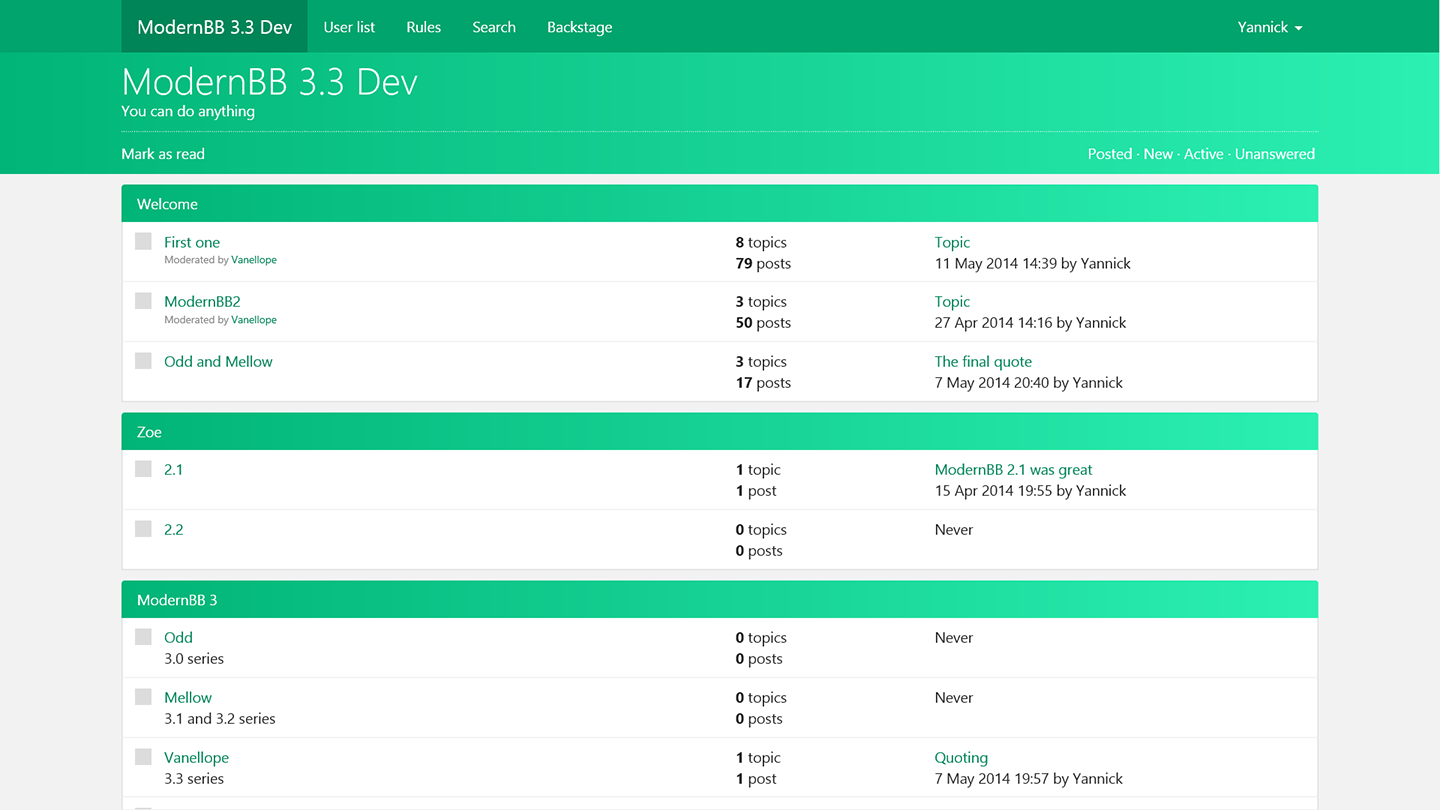 ModernBB 3.3 Dev User list Rules Search Backstage Yannick
ModernBB 3.3 Dev
You can do anything
Mark as read Posted · New · Active · Unanswered
Welcome
First one 8 topics Topic
Moderated by Vanellope 79 posts 11 May 2014 14:39 by Yannick
ModernBB2 3 topics Topic
Moderated by Vanellope 50 posts 27 Apr 2014 14:16 by Yannick
Odd and Mellow 3 topics The final quote
17 posts 7 May 2014 20:40 by Yannick
Zoe
2.1 1 topic ModernBB 2.1 was great
1 post 15 Apr 2014 19:55 by Yannick
2.2 0 topics Never
0 posts
ModernBB 3
Odd 0 topics Never
3.0 series 0 posts
Mellow 0 topics Never
3.1 and 3.2 series 0 posts
Vanellope 1 topic Quoting
3.3 series 1 post 7 May 2014 19:57 by Yannick